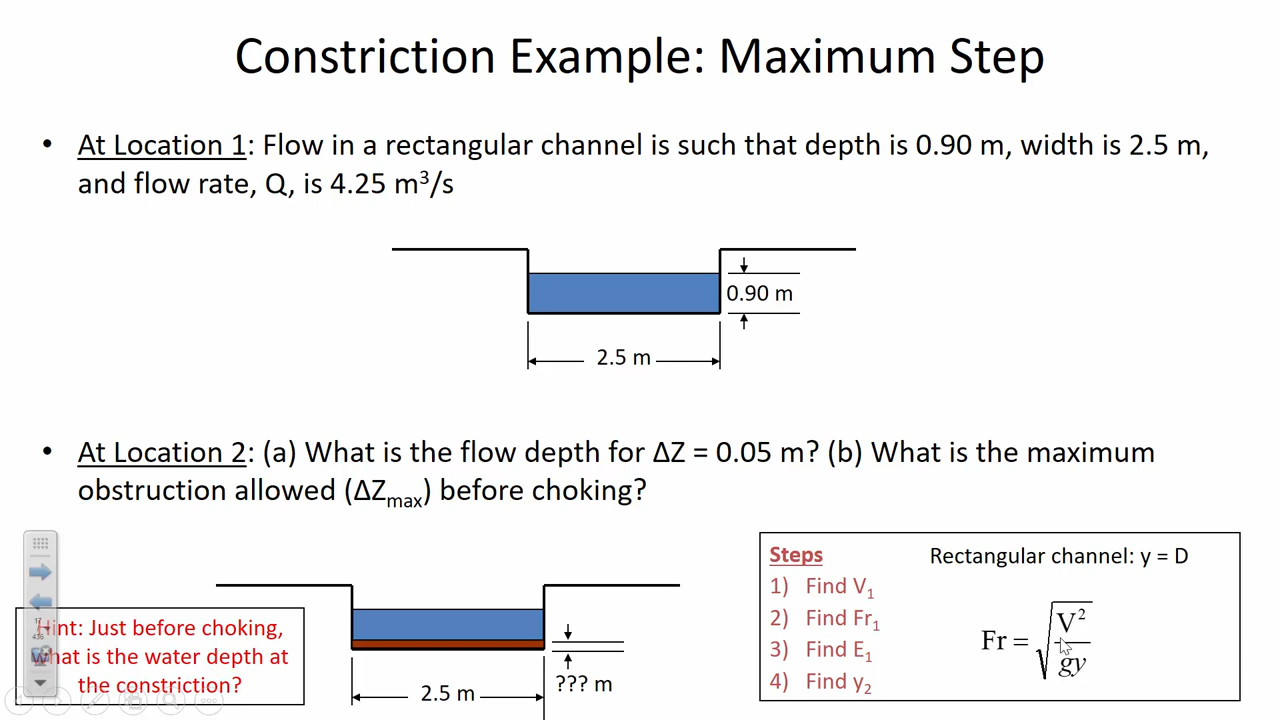 Constriction Example: Maximum Step
• At Location 1: Flow in a rectangular channel is such that depth is 0.90 m, width is 2.5 m,
and flow rate, Q, is 4.25 m³/s
0.90 m
2.5 m
• At Location 2: (a) What is the flow depth for ΔZ = 0.05 m? (b) What is the maximum
obstruction allowed (ΔZmax) before choking?
Hint: Just before choking,
what is the water depth at
the constriction?
17
436
??? m
2.5 m
Steps
Rectangular channel: y = D
1) Find V₁
2) Find Fr₁
3) Find E₁
4) Find y₂
Fr = √(V²/gy)